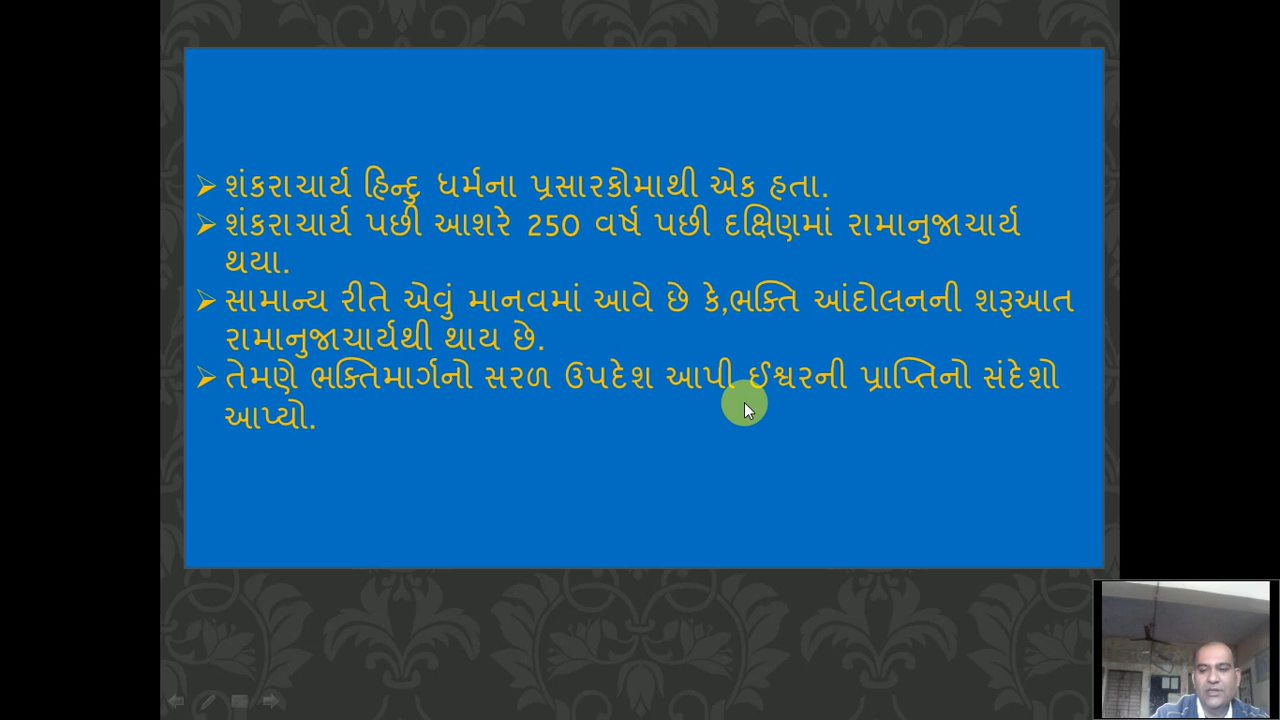 ➢ શંકરાચાર્ય હિન્દુ ધર્મના પ્રસારકોમાથી એક હતા.
➢ શંકરાચાર્ય પછી આશરે 250 વર્ષ પછી દક્ષિણમાં રામાનુજાચાર્ય
થયા.
➢ સામાન્ય રીતે એવું માનવમાં આવે છે કે,ભક્તિ આંદોલનની શરૂઆત
રામાનુજાચાર્યથી થાય છે.
➢ તેમણે ભક્તિમાર્ગનો સરળ ઉપદેશ આપી ઈશ્વરની પ્રાપ્તિનો સંદેશો
આપ્યો.